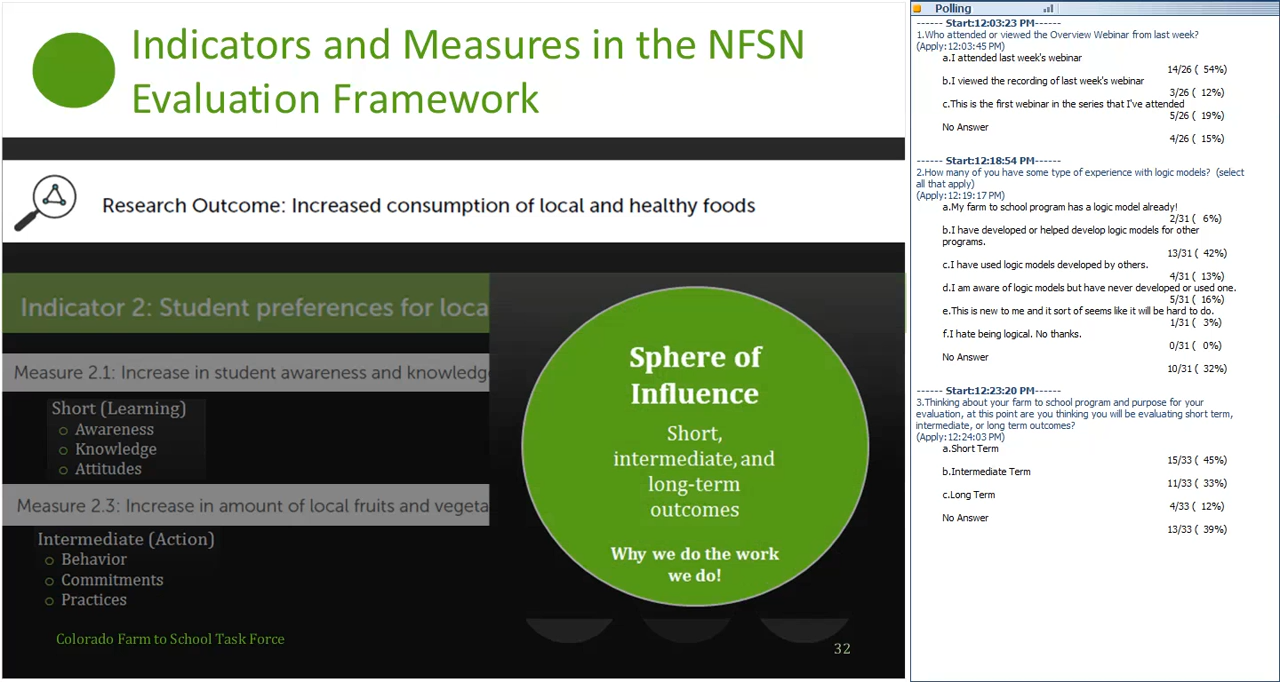 Indicators and Measures in the NFSN
Evaluation Framework
Research Outcome: Increased consumption of local and healthy foods
Indicator 2: Student preferences for loca
Measure 2.1: Increase in student awareness and knowledg
Short (Learning)
Awareness
Knowledge
Attitudes
Measure 2.3: Increase in amount of local fruits and vegeta
Intermediate (Action)
Behavior
Commitments
Practices
Sphere of
Influence
Short,
intermediate, and
long-term
outcomes
Why we do the work
we do!
Colorado Farm to School Task Force
32
Polling
------ Start:12:03:23 PM------
1.Who attended or viewed the Overview Webinar from last week?
(Apply:12:03:45 PM)
a.I attended last week's webinar
14/26 ( 54%)
b.I viewed the recording of last week's webinar
3/26 ( 12%)
c.This is the first webinar in the series that I've attended
5/26 ( 19%)
No Answer
4/26 ( 15%)
------ Start:12:18:54 PM------
2.How many of you have some type of experience with logic models? (select
all that apply)
(Apply:12:19:17 PM)
a.My farm to school program has a logic model already!
2/31 ( 6%)
b.I have developed or helped develop logic models for other
programs.
13/31 ( 42%)
c.I have used logic models developed by others.
4/31 ( 13%)
d.I am aware of logic models but have never developed or used one.
5/31 ( 16%)
e.This is new to me and it sort of seems like it will be hard to do.
1/31 ( 3%)
f.I hate being logical. No thanks.
0/31 ( 0%)
No Answer
10/31 ( 32%)
------ Start:12:23:20 PM------
3.Thinking about your farm to school program and purpose for your
evaluation, at this point are you thinking you will be evaluating short term,
intermediate, or long term outcomes?
(Apply:12:24:03 PM)
a.Short Term
15/33 ( 45%)
b.Intermediate Term
11/33 ( 33%)
c.Long Term
4/33 ( 12%)
No Answer
13/33 ( 39%)